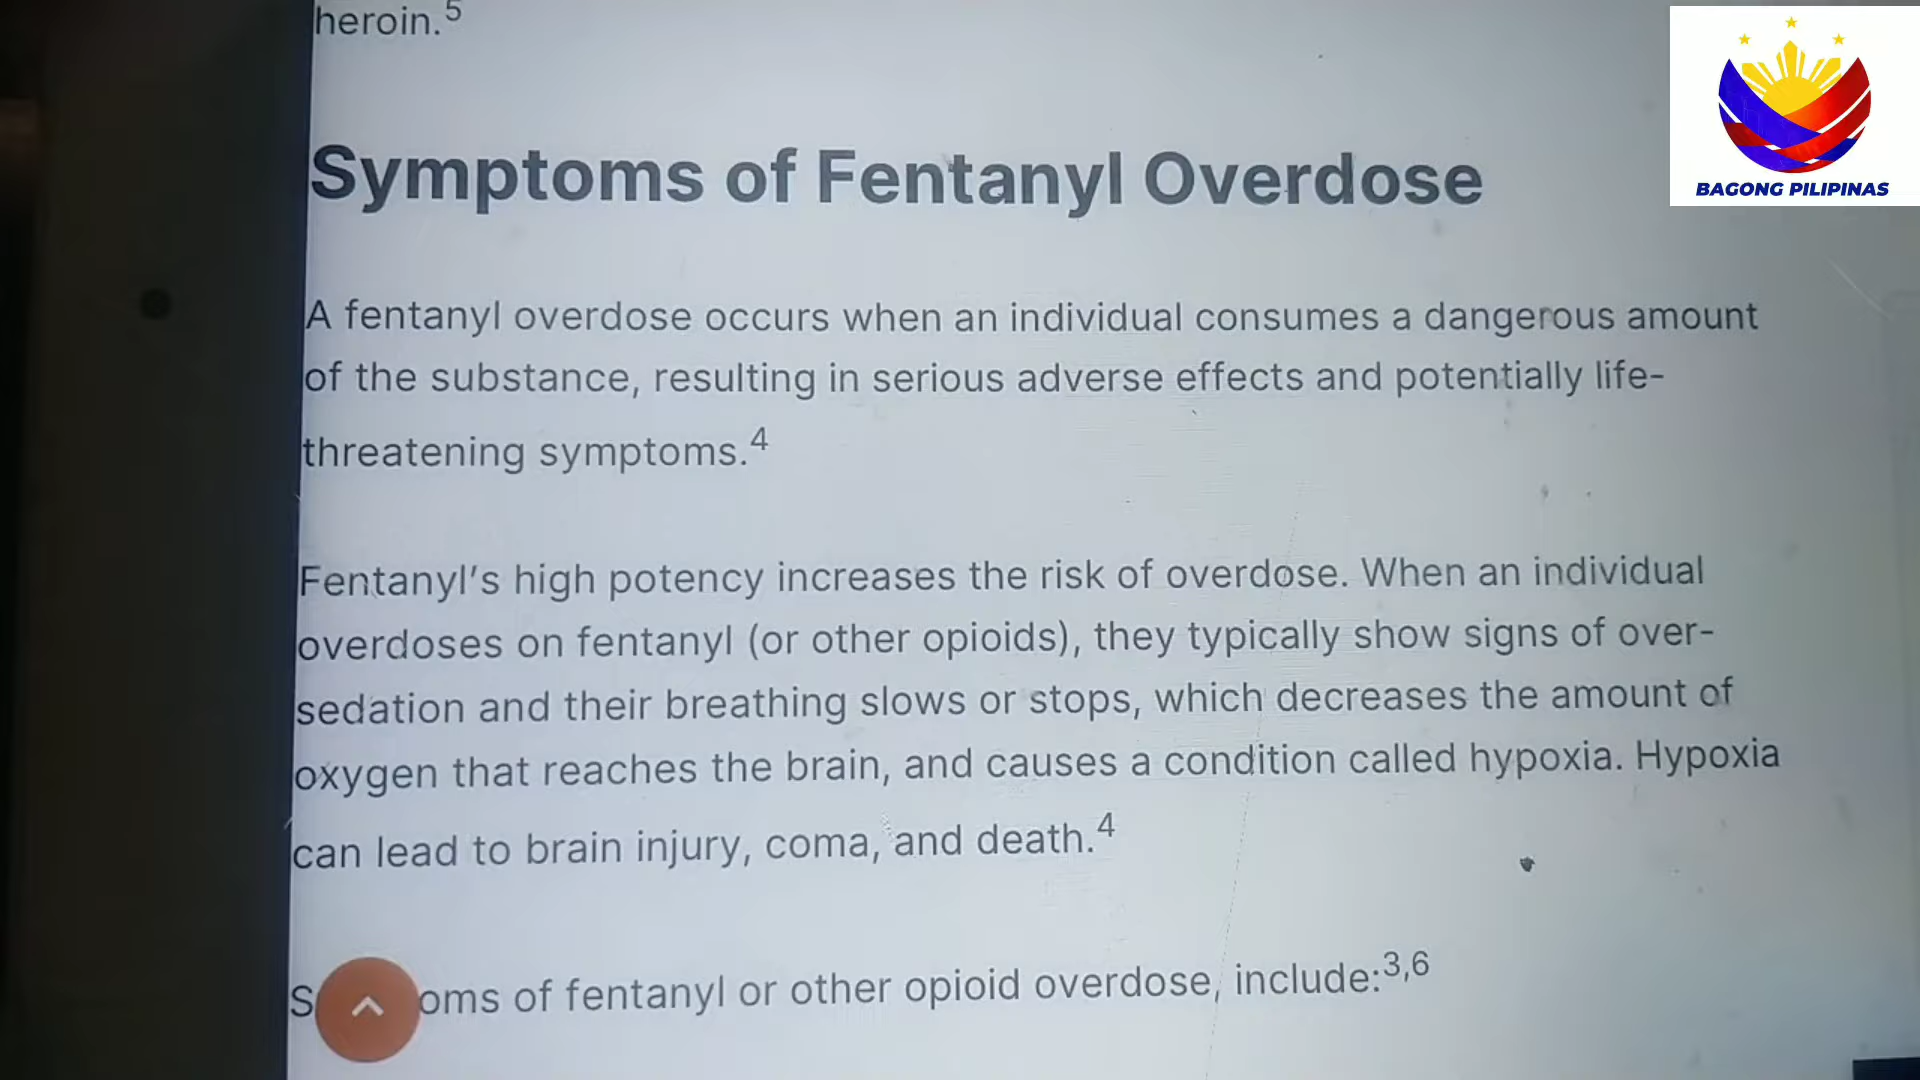 heroin.5
BAGONG PILIPINAS
Symptoms of Fentanyl Overdose
A fentanyl overdose occurs when an individual consumes a dangerous amount
of the substance, resulting in serious adverse effects and potentially life-
threatening symptoms.4
Fentanyl's high potency increases the risk of overdose. When an individual
overdoses on fentanyl (or other opioids), they typically show signs of over-
sedation and their breathing slows or stops, which decreases the amount of
oxygen that reaches the brain, and causes a condition called hypoxia. Hypoxia
can lead to brain injury, coma, and death.4
of fentanyl or other opioid overdose, include:3,6